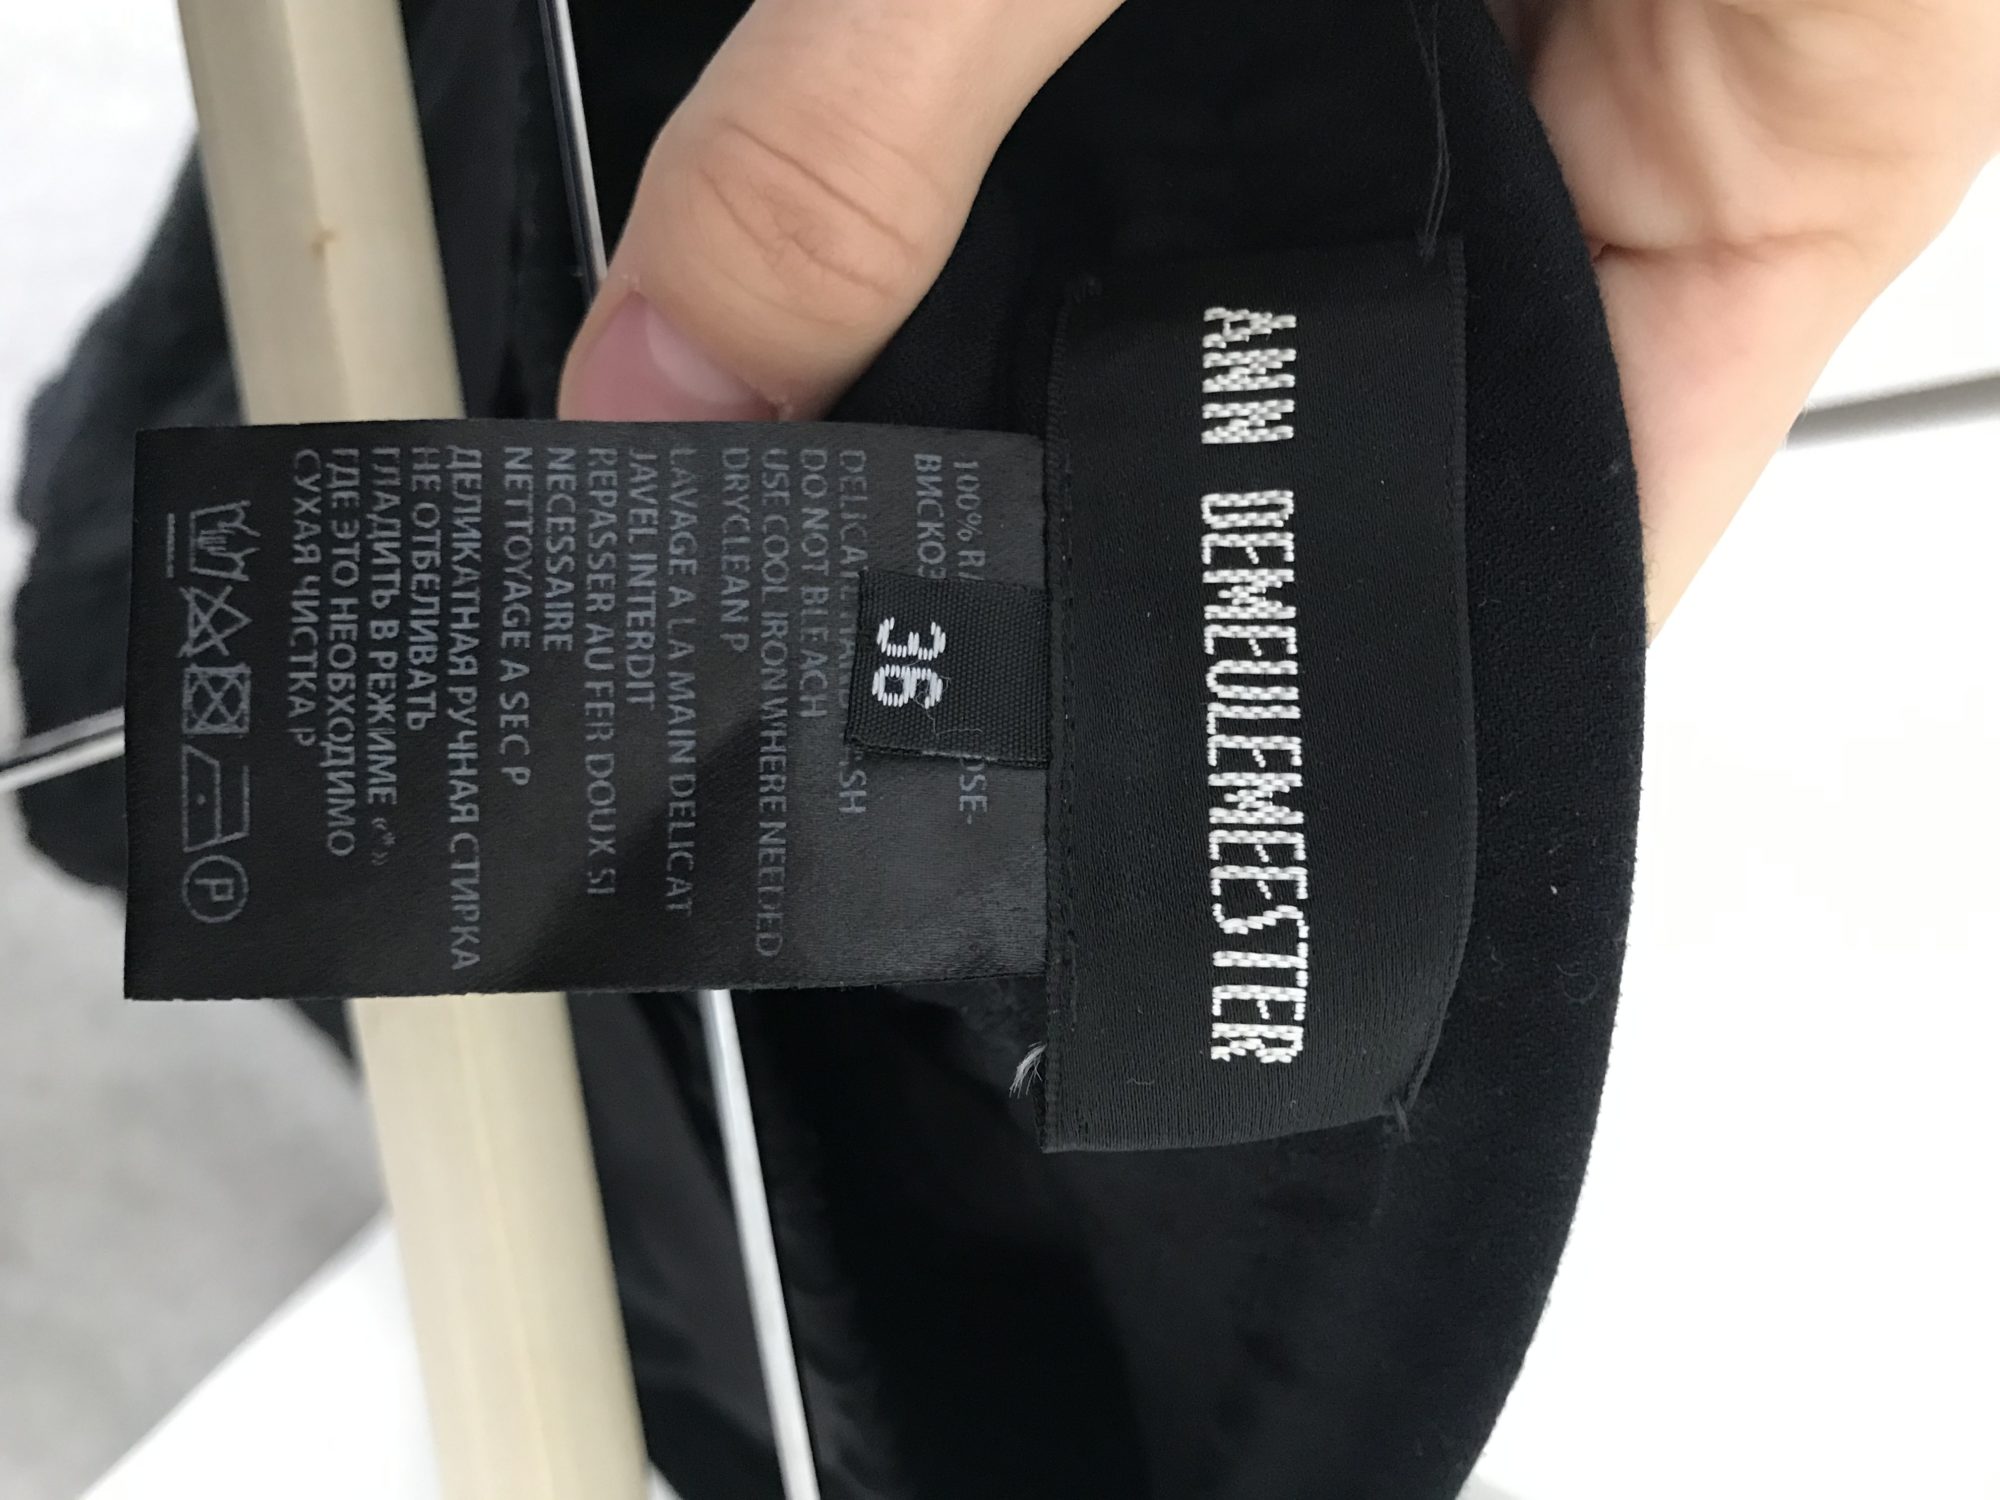 ANN DEMEULEMEESTER
36
100%
DO NOT BLEACH
USE COOL IRON WHERE NEEDED
DRYCLEAN P
LAVAGE A LA MAIN DELICAT
JAVEL INTERDIT
REPASSER AU FER DOUX SI
NECESSAIRE
NETTOYAGE A SEC P
ДЕЛИКАТНАЯ РУЧНАЯ СТИРКА
НЕ ОТБЕЛИВАТЬ
ГЛАДИТЬ В РЕЖИМЕ «*»
ГДЕ ЭТО НЕОБХОДИМО
СУХАЯ ЧИСТКА P
P